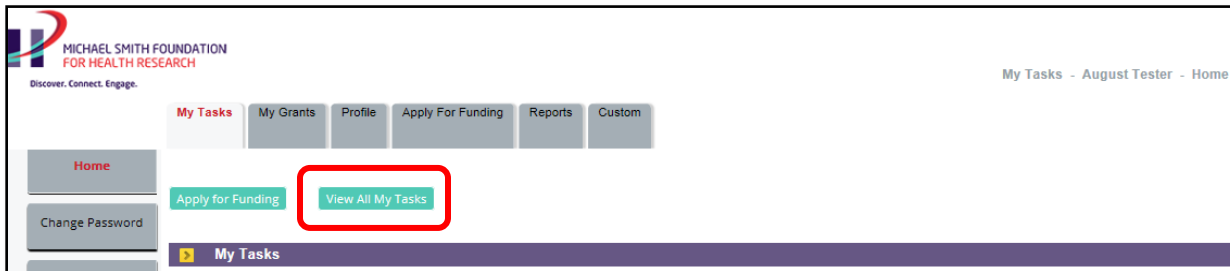 MICHAEL SMITH FOUNDATION
FOR HEALTH RESEARCH
Discover. Connect. Engage.
My Tasks - August Tester - Home
My Tasks My Grants Profile Apply For Funding Reports Custom
Home
Apply for Funding View All My Tasks
Change Password
My Tasks